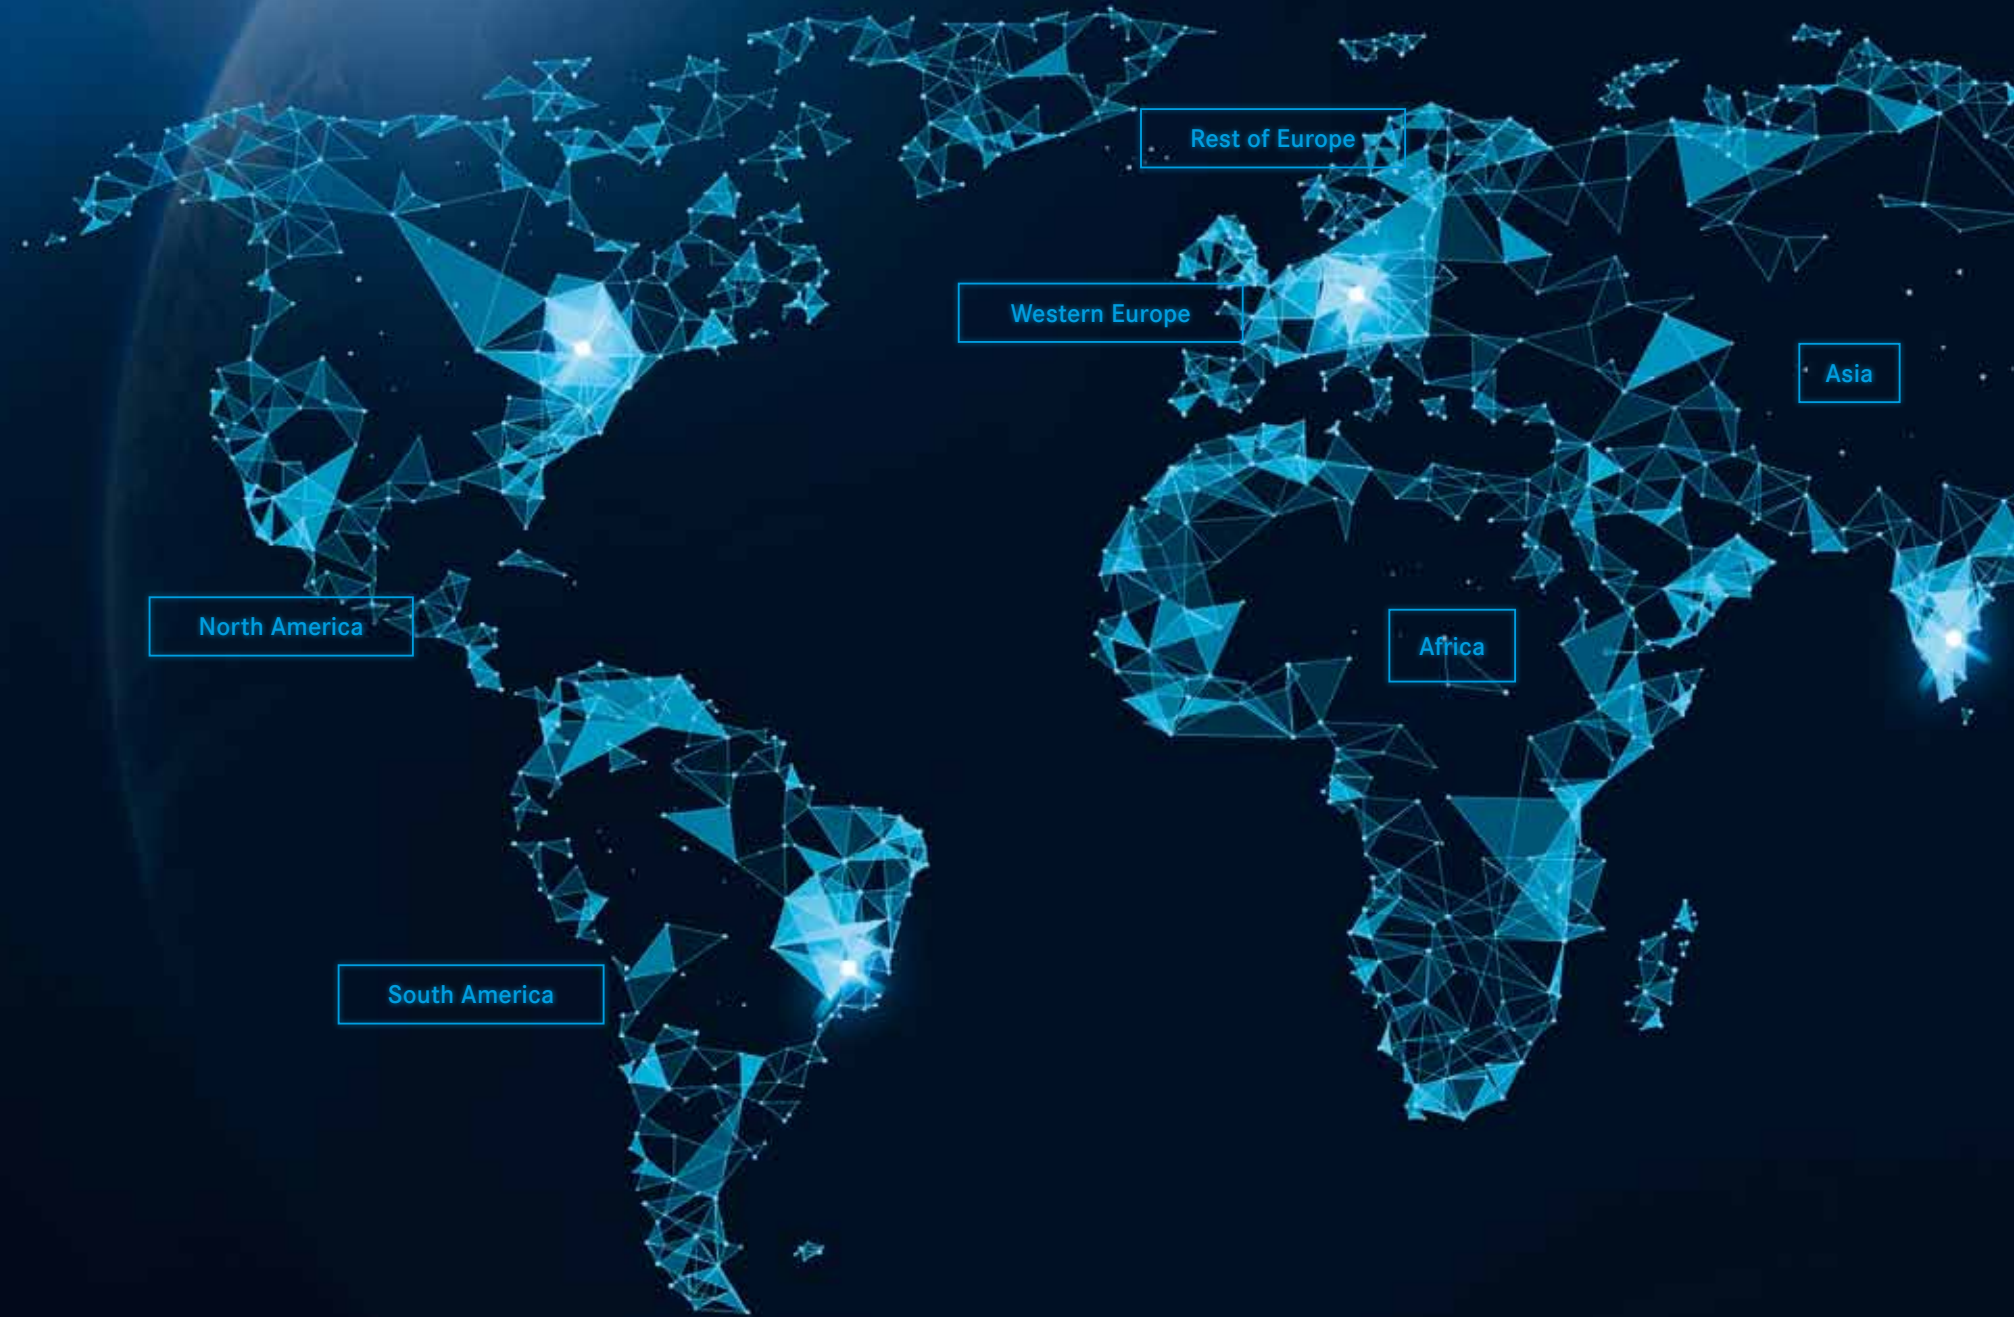 Rest of Europe
Western Europe
Asia
North America
Africa
South America